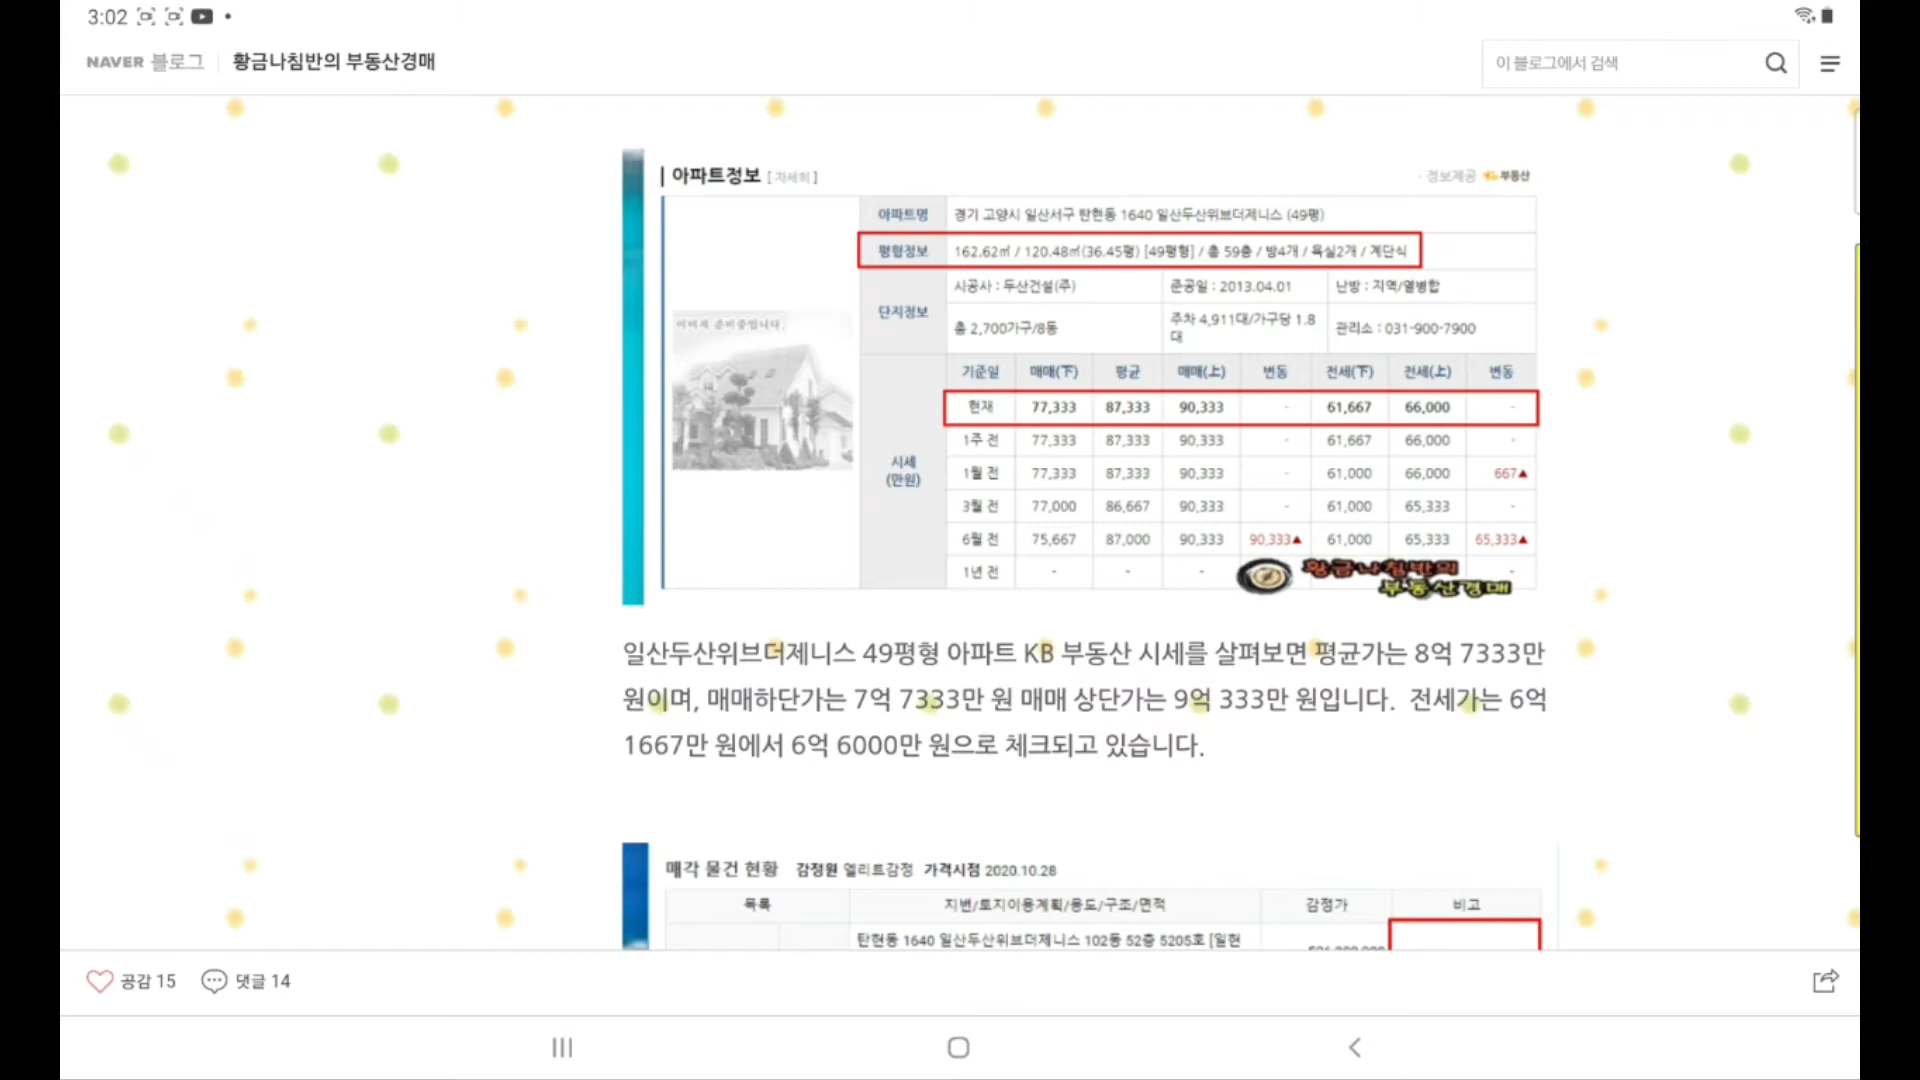 3:02
NAVER 블로그 황금나침반의 부동산경매
이 블로그에서 검색
아파트정보 [자세히]
· 정보제공 부동산
아파트명 경기 고양시 일산서구 탄현동 1640 일산두산위브더제니스 (49평)
평형정보 162.62㎡ / 120.48㎡(36.45평) [49평형] / 총 59층 / 방4개 / 욕실2개 / 계단식
단지정보 시공사 : 두산건설(주) 준공일 : 2013.04.01 난방 : 지역/열병합
총 2,700가구/8동 주차 4,911대/가구당 1.8
대 관리소 : 031-900-7900
이미지 준비중입니다.
시세
(만원)
기준일 매매(下) 평균 매매(上) 변동 전세(下) 전세(上) 변동
현재 77,333 87,333 90,333 - 61,667 66,000 -
1주 전 77,333 87,333 90,333 - 61,667 66,000 -
1월 전 77,333 87,333 90,333 - 61,000 66,000 667▲
3월 전 77,000 86,667 90,333 - 61,000 65,333 -
6월 전 75,667 87,000 90,333 90,333▲ 61,000 65,333 65,333▲
1년 전 - - - -
황금나침반의
부동산경매
일산두산위브더제니스 49평형 아파트 KB 부동산 시세를 살펴보면 평균가는 8억 7333만
원이며, 매매하단가는 7억 7333만 원 매매 상단가는 9억 333만 원입니다. 전세가는 6억
1667만 원에서 6억 6000만 원으로 체크되고 있습니다.
매각 물건 현황 감정원 엘리트감정 가격시점 2020.10.28
목록 지번/토지이용계획/용도/구조/면적 감정가 비고
탄현동 1640 일산두산위브더제니스 102동 52층 5205호 [일현
공감 15 댓글 14